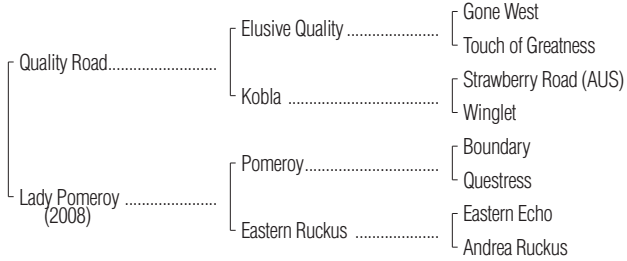 Gone West
Elusive Quality ........................
Touch of Greatness
Quality Road............................
Strawberry Road (AUS)
Kobla .......................................
Winglet
Boundary
Pomeroy...................................
Questress
Lady Pomeroy ........................
(2008)
Eastern Echo
Eastern Ruckus ......................
Andrea Ruckus